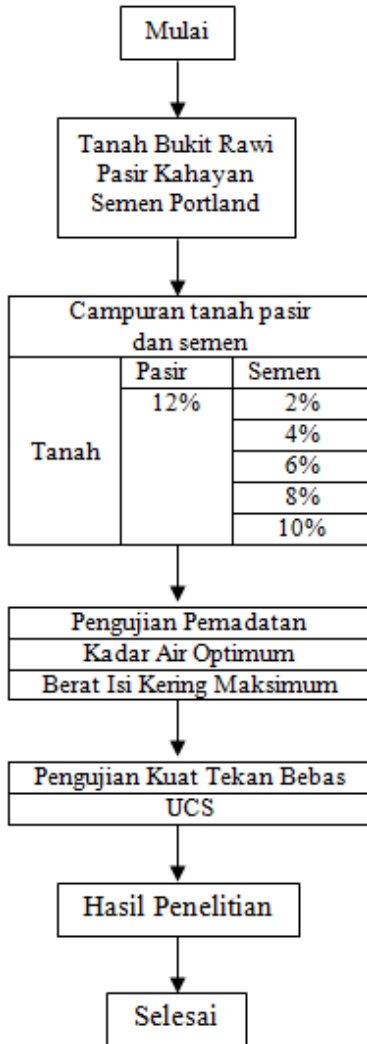 Mulai
Tanah Bukit Rawi
Pasir Kahayan
Semen Portland
Campuran tanah pasir
dan semen
Pasir Semen
12% 2%
4%
Tanah 6%
8%
10%
Pengujian Pemadatan
Kadar Air Optimum
Berat Isi Kering Maksimum
Pengujian Kuat Tekan Bebas
UCS
Hasil Penelitian
Selesai